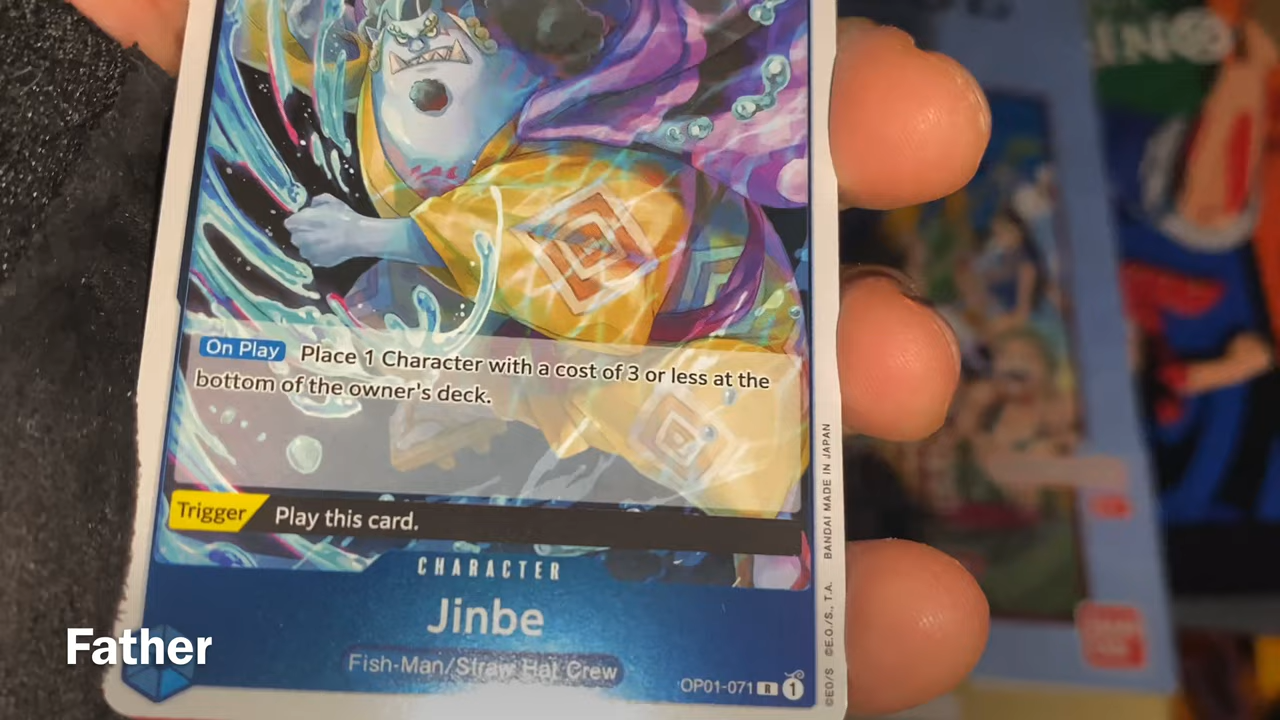 On Play Place 1 Character with a cost of 3 or less at the
bottom of the owner's deck.
Trigger Play this card.
CHARACTER
Jinbe
Fish-Man/Straw Hat Crew
OP01-071 R 1
©E.O/S ©E.O./S., T.A. BANDAI MADE IN JAPAN
Father